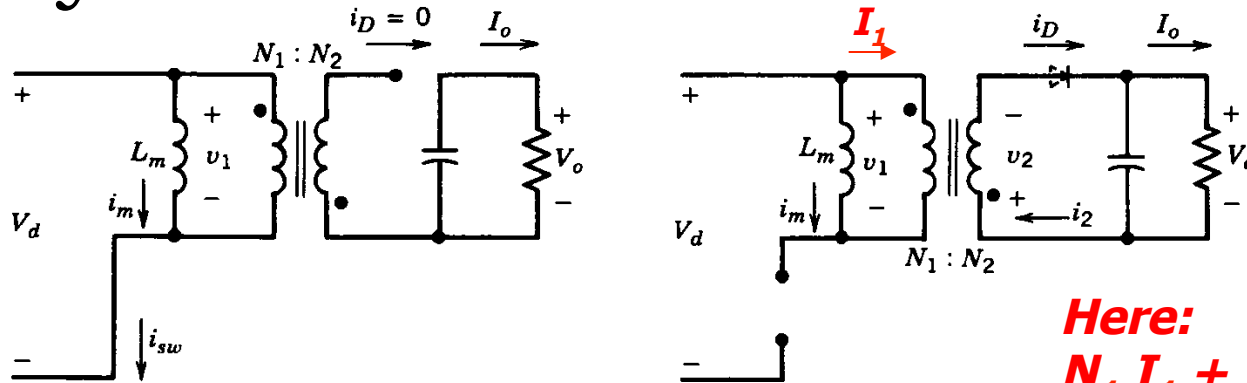 i_D = 0
I_o
N_1 : N_2
+
+
+
L_m
v_1
V_o
i_m
−
−
V_d
i_sw
−
I_1
i_D
I_o
+
+
−
+
L_m
v_1
v_2
V_o
i_m
−
+
−
i_2
V_d
N_1 : N_2
−
Here:
N I +